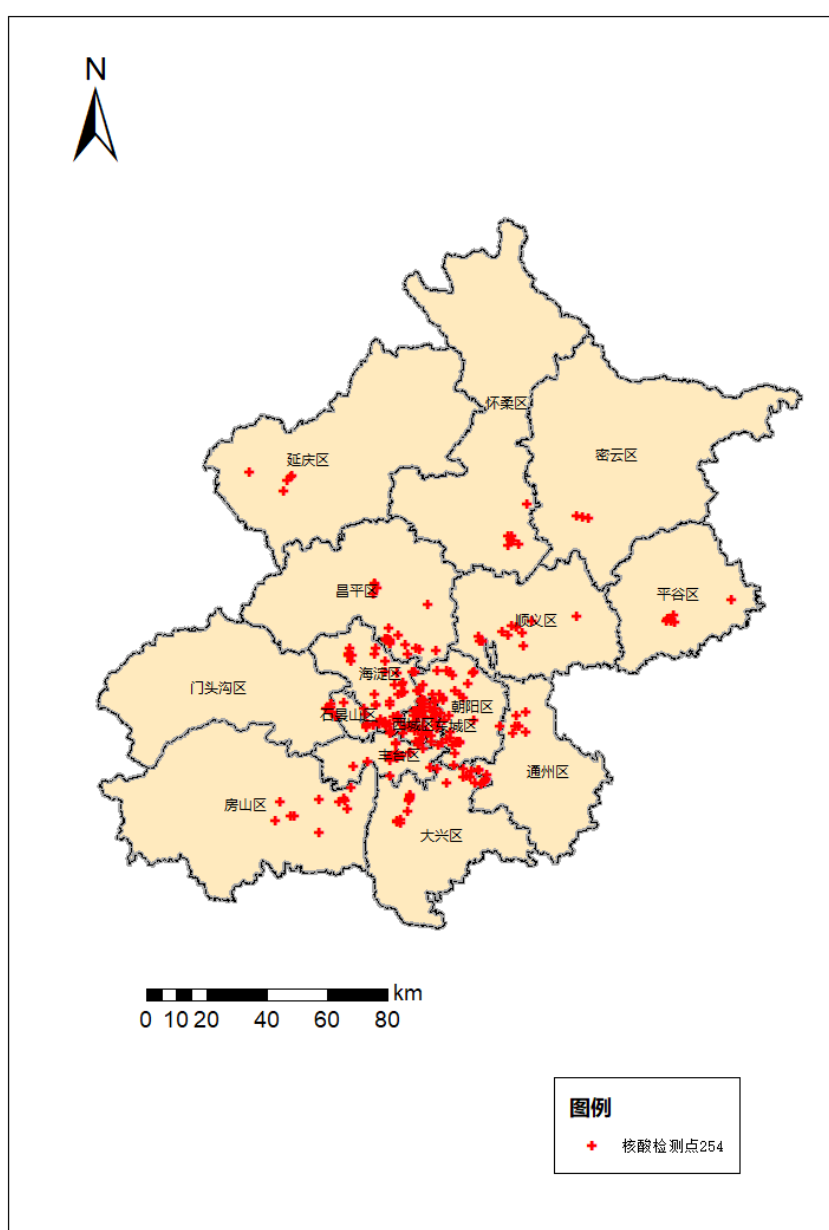 N
怀柔区
密云区
延庆区
昌平区
平谷区
顺义区
海淀区
门头沟区
石景山区
朝阳区
西城区
东城区
丰台区
通州区
房山区
大兴区
km
0 10 20 40 60 80
图例
核酸检测点254